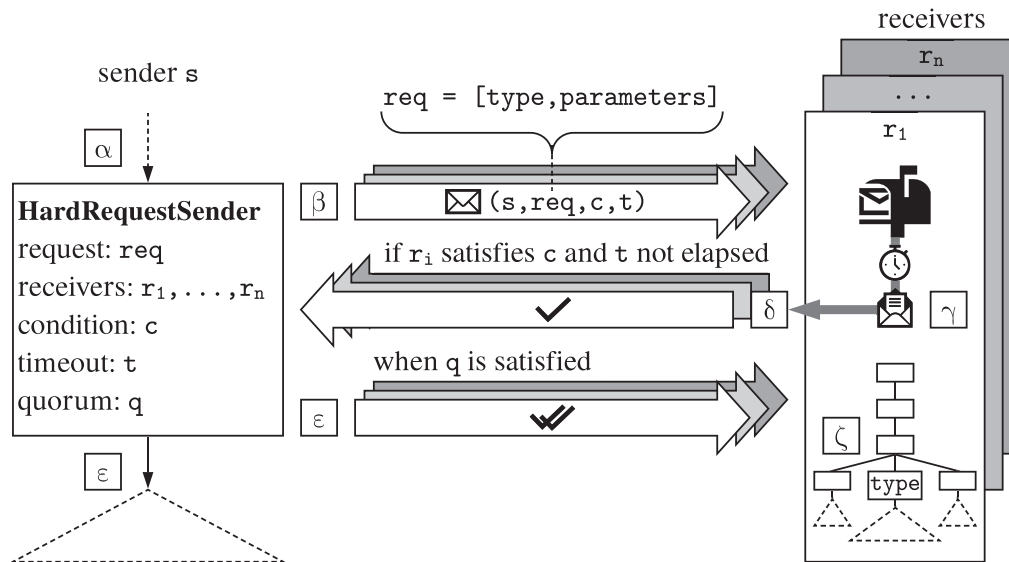 receivers
r_n
...
r_1
sender s
req = [type,parameters]
α
β
(s,req,c,t)
HardRequestSender
request: req
receivers: r_1,...,r_n
condition: c
timeout: t
quorum: q
if r_i satisfies c and t not elapsed
δ
γ
when q is satisfied
ε
ζ
ε
type